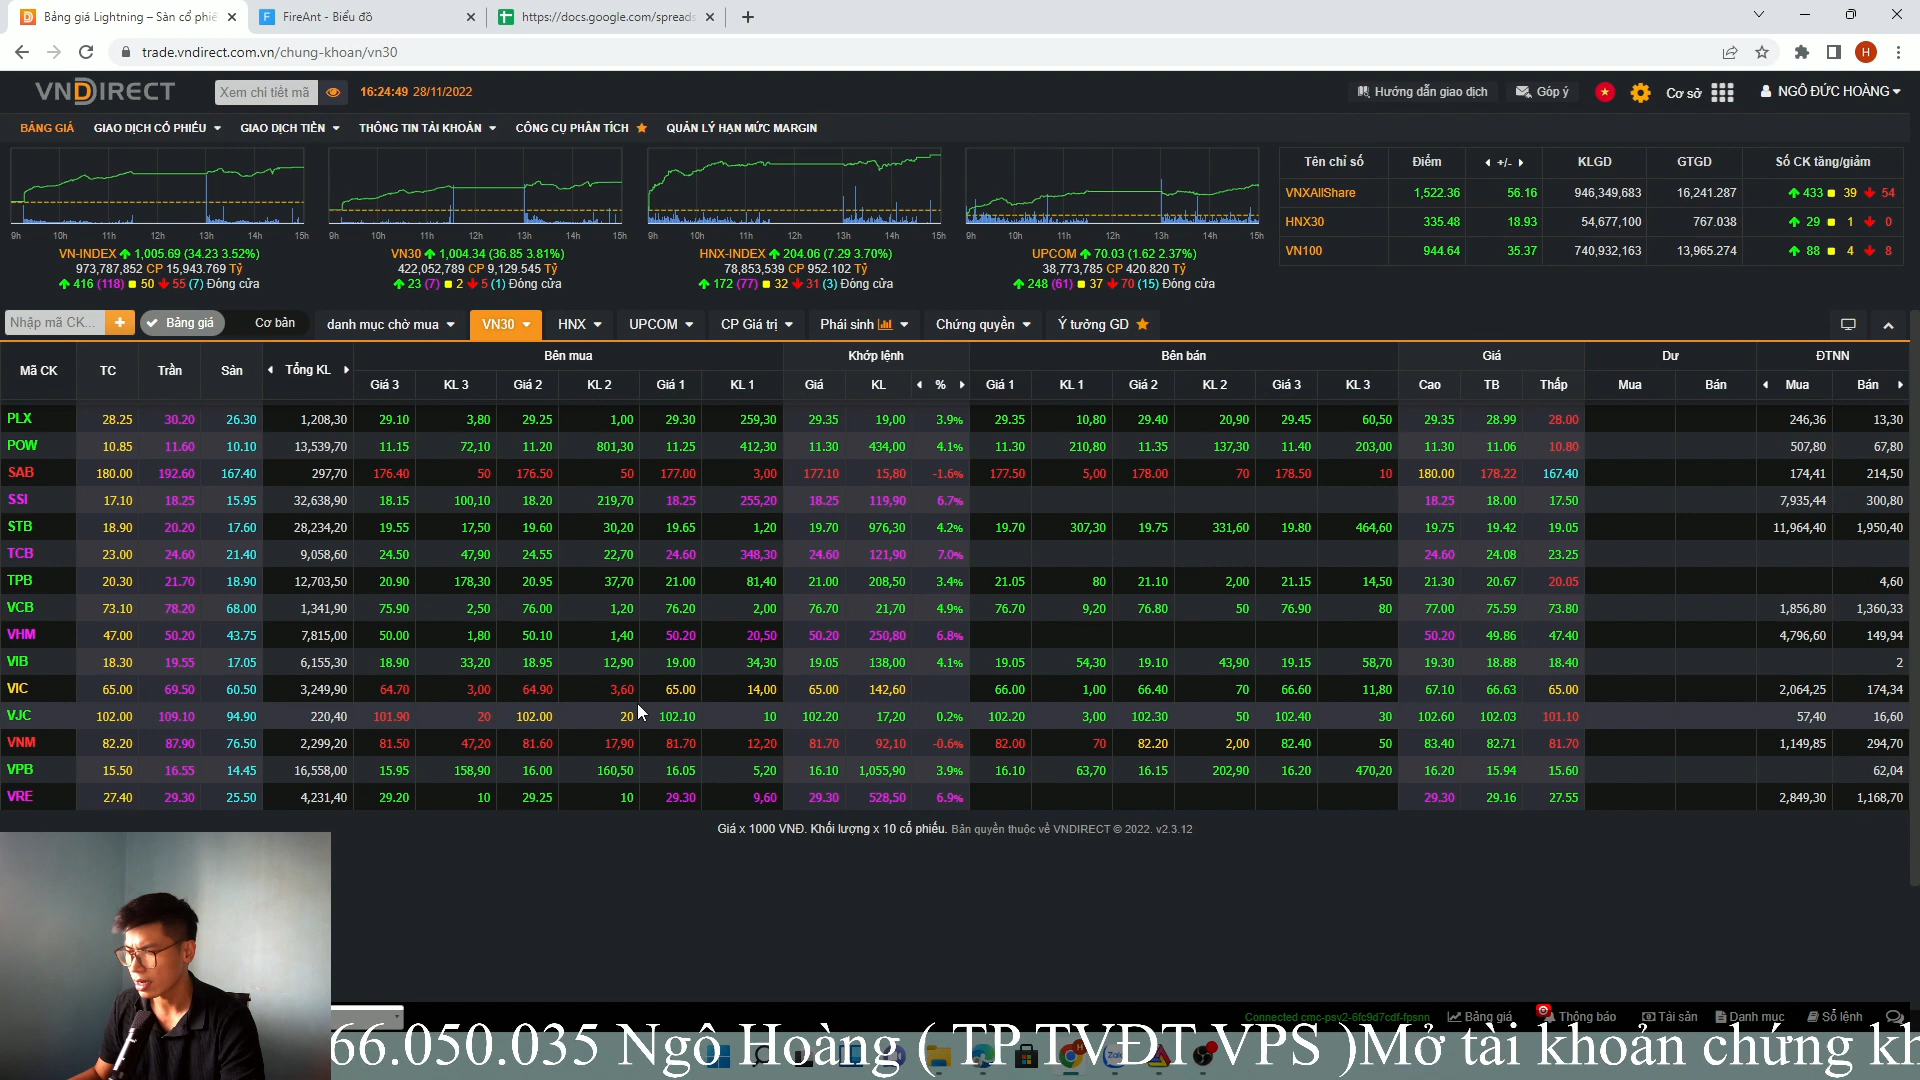 Bảng giá Lightning – Sàn cổ phiế
FireAnt - Biểu đồ
https://docs.google.com/spreads
trade.vndirect.com.vn/chung-khoan/vn30
H
VNDIRECT
Xem chi tiết mã
16:24:49 28/11/2022
Hướng dẫn giao dịch
Góp ý
Cơ sở
NGÔ ĐỨC HOÀNG
BẢNG GIÁ
GIAO DỊCH CỔ PHIẾU
GIAO DỊCH TIỀN
THÔNG TIN TÀI KHOẢN
CÔNG CỤ PHÂN TÍCH
QUẢN LÝ HẠN MỨC MARGIN
9h 10h 11h 12h 13h 14h 15h
VN-INDEX 1,005.69 (34.23 3.52%)
973,787,852 CP 15,943.769 Tỷ
416 (118) 50 55 (7) Đóng cửa
9h 10h 11h 12h 13h 14h 15h
VN30 1,004.34 (36.85 3.81%)
422,052,789 CP 9,129.545 Tỷ
23 (7) 2 5 (1) Đóng cửa
9h 10h 11h 12h 13h 14h 15h
HNX-INDEX 204.06 (7.29 3.70%)
78,853,539 CP 952.102 Tỷ
172 (77) 32 31 (3) Đóng cửa
9h 10h 11h 12h 13h 14h 15h
UPCOM 70.03 (1.62 2.37%)
38,773,785 CP 420.820 Tỷ
248 (61) 37 70 (15) Đóng cửa
Tên chỉ số Điểm +/- KLGD GTGD Số CK tăng/giảm
VNXAllShare 1,522.36 56.16 946,349,683 16,241.287 433 39 54
HNX30 335.48 18.93 54,677,100 767.038 29 1 0
VN100 944.64 35.37 740,932,163 13,965.274 88 4 8
Nhập mã CK... + Bảng giá Cơ bản danh mục chờ mua VN30 HNX UPCOM CP Giá trị Phái sinh Chứng quyền Ý tưởng GD
Mã CK TC Trần Sàn Tổng KL Bên mua Khớp lệnh Bên bán Giá Dư ĐTNN
Giá 3 KL 3 Giá 2 KL 2 Giá 1 KL 1 Giá KL % Giá 1 KL 1 Giá 2 KL 2 Giá 3 KL 3 Cao TB Thấp Mua Bán Mua Bán
PLX 28.25 30.20 26.30 1,208,30 29.10 3,80 29.25 1,00 29.30 259,30 29.35 19,00 3.9% 29.35 10,80 29.40 20,90 29.45 60,50 29.35 28.99 28.00 246,36 13,30
POW 10.85 11.60 10.10 13,539,70 11.15 72,10 11.20 801,30 11.25 412,30 11.30 434,00 4.1% 11.30 210,80 11.35 137,30 11.40 203,00 11.30 11.06 10.80 507,80 67,80
SAB 180.00 192.60 167.40 297,70 176.40 50 176.50 50 177.00 3,00 177.10 15,80 -1.6% 177.50 5,00 178.00 70 178.50 10 180.00 178.22 167.40 174,41 214,50
SSI 17.10 18.25 15.95 32,638,90 18.15 100,10 18.20 219,70 18.25 255,20 18.25 119,90 6.7% 18.25 18.00 17.50 7,935,44 300,80
STB 18.90 20.20 17.60 28,234,20 19.55 17,50 19.60 30,20 19.65 1,20 19.70 976,30 4.2% 19.70 307,30 19.75 331,60 19.80 464,60 19.75 19.42 19.05 11,964,40 1,950,40
TCB 23.00 24.60 21.40 9,058,60 24.50 47,90 24.55 22,70 24.60 348,30 24.60 121,90 7.0% 24.60 24.08 23.25
TPB 20.30 21.70 18.90 12,703,50 20.90 178,30 20.95 37,70 21.00 81,40 21.00 208,50 3.4% 21.05 80 21.10 2,00 21.15 14,50 21.30 20.67 20.05 4,60
VCB 73.10 78.20 68.00 1,341,90 75.90 2,50 76.00 1,20 76.20 2,00 76.70 21,70 4.9% 76.70 9,20 76.80 50 76.90 80 77.00 75.59 73.80 1,856,80 1,360,33
VHM 47.00 50.20 43.75 7,815,00 50.00 1,80 50.10 1,40 50.20 20,50 50.20 250,80 6.8% 50.20 49.86 47.40 4,796,60 149,94
VIB 18.30 19.55 17.05 6,155,30 18.90 33,20 18.95 12,90 19.00 34,30 19.05 138,00 4.1% 19.05 54,30 19.10 43,90 19.15 58,70 19.30 18.88 18.40 2
VIC 65.00 69.50 60.50 3,249,90 64.70 3,00 64.90 3,60 65.00 14,00 65.00 142,60 66.00 1,00 66.40 70 66.60 11,80 67.10 66.63 65.00 2,064,25 174,34
VJC 102.00 109.10 94.90 220,40 101.90 20 102.00 20 102.10 10 102.20 17,20 0.2% 102.20 3,00 102.30 50 102.40 30 102.60 102.03 101.10 57,40 16,60
VNM 82.20 87.90 76.50 2,299,20 81.50 47,20 81.60 17,90 81.70 12,20 81.70 92,10 -0.6% 82.00 70 82.20 2,00 82.40 50 83.40 82.71 81.70 1,149,85 294,70
VPB 15.50 16.55 14.45 16,558,00 15.95 158,90 16.00 160,50 16.05 5,20 16.10 1,055,90 3.9% 16.10 63,70 16.15 202,90 16.20 470,20 16.20 15.94 15.60 62,04
VRE 27.40 29.30 25.50 4,231,40 29.20 10 29.25 10 29.30 9,60 29.30 528,50 6.9% 29.30 29.16 27.55 2,849,30 1,168,70
Giá x 1000 VNĐ. Khối lượng x 10 cổ phiếu. Bản quyền thuộc về VNDIRECT © 2022. v2.3.12
Connected cmc-psv2-6fc9d7cdf-fpsnn Bảng giá Thông báo Tài sản Danh mục Sổ lệnh
66.050.035 Ngô Hoàng ( TP TVĐT VPS )Mở tài khoản chứng kh